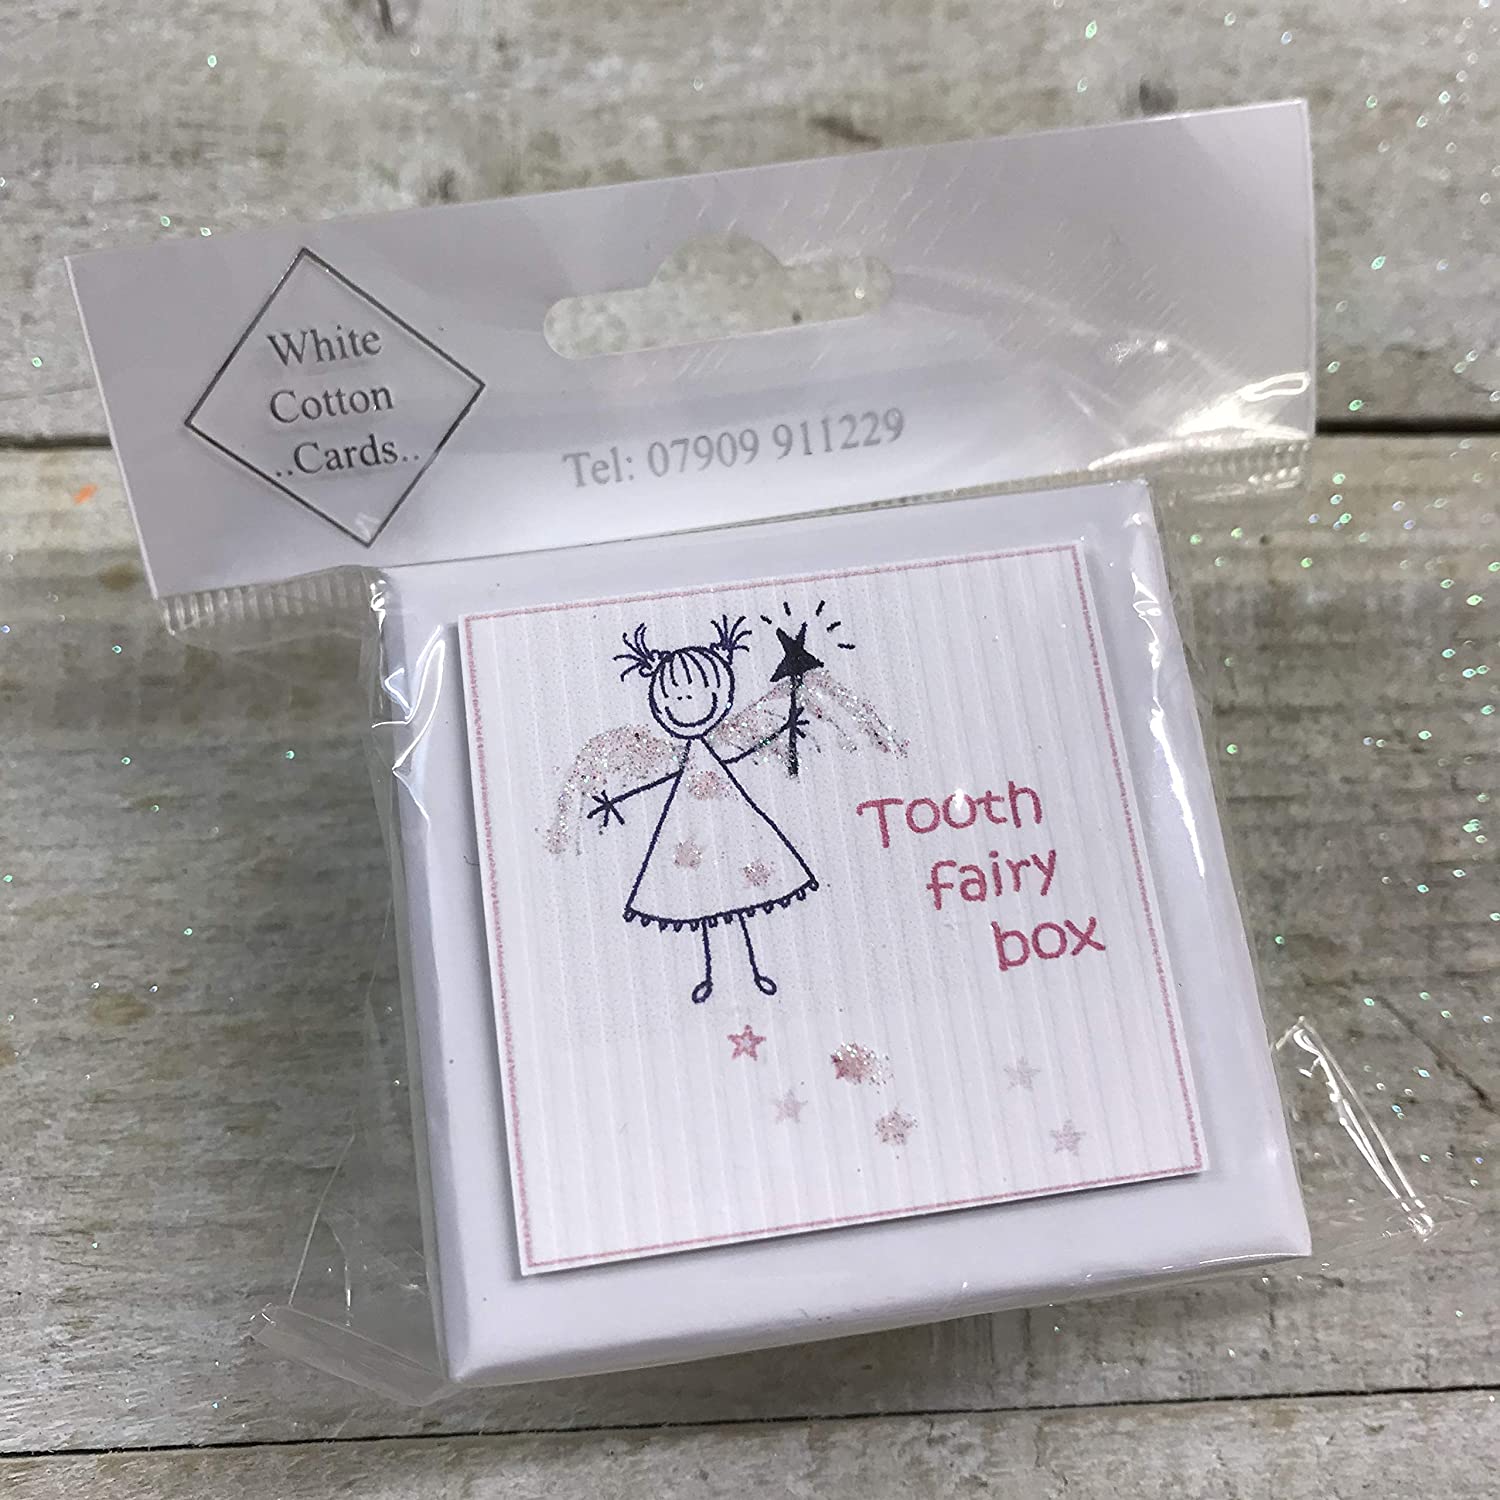 White
Cotton
..Cards..
Tel: 07909 911229
Tooth
fairy
box